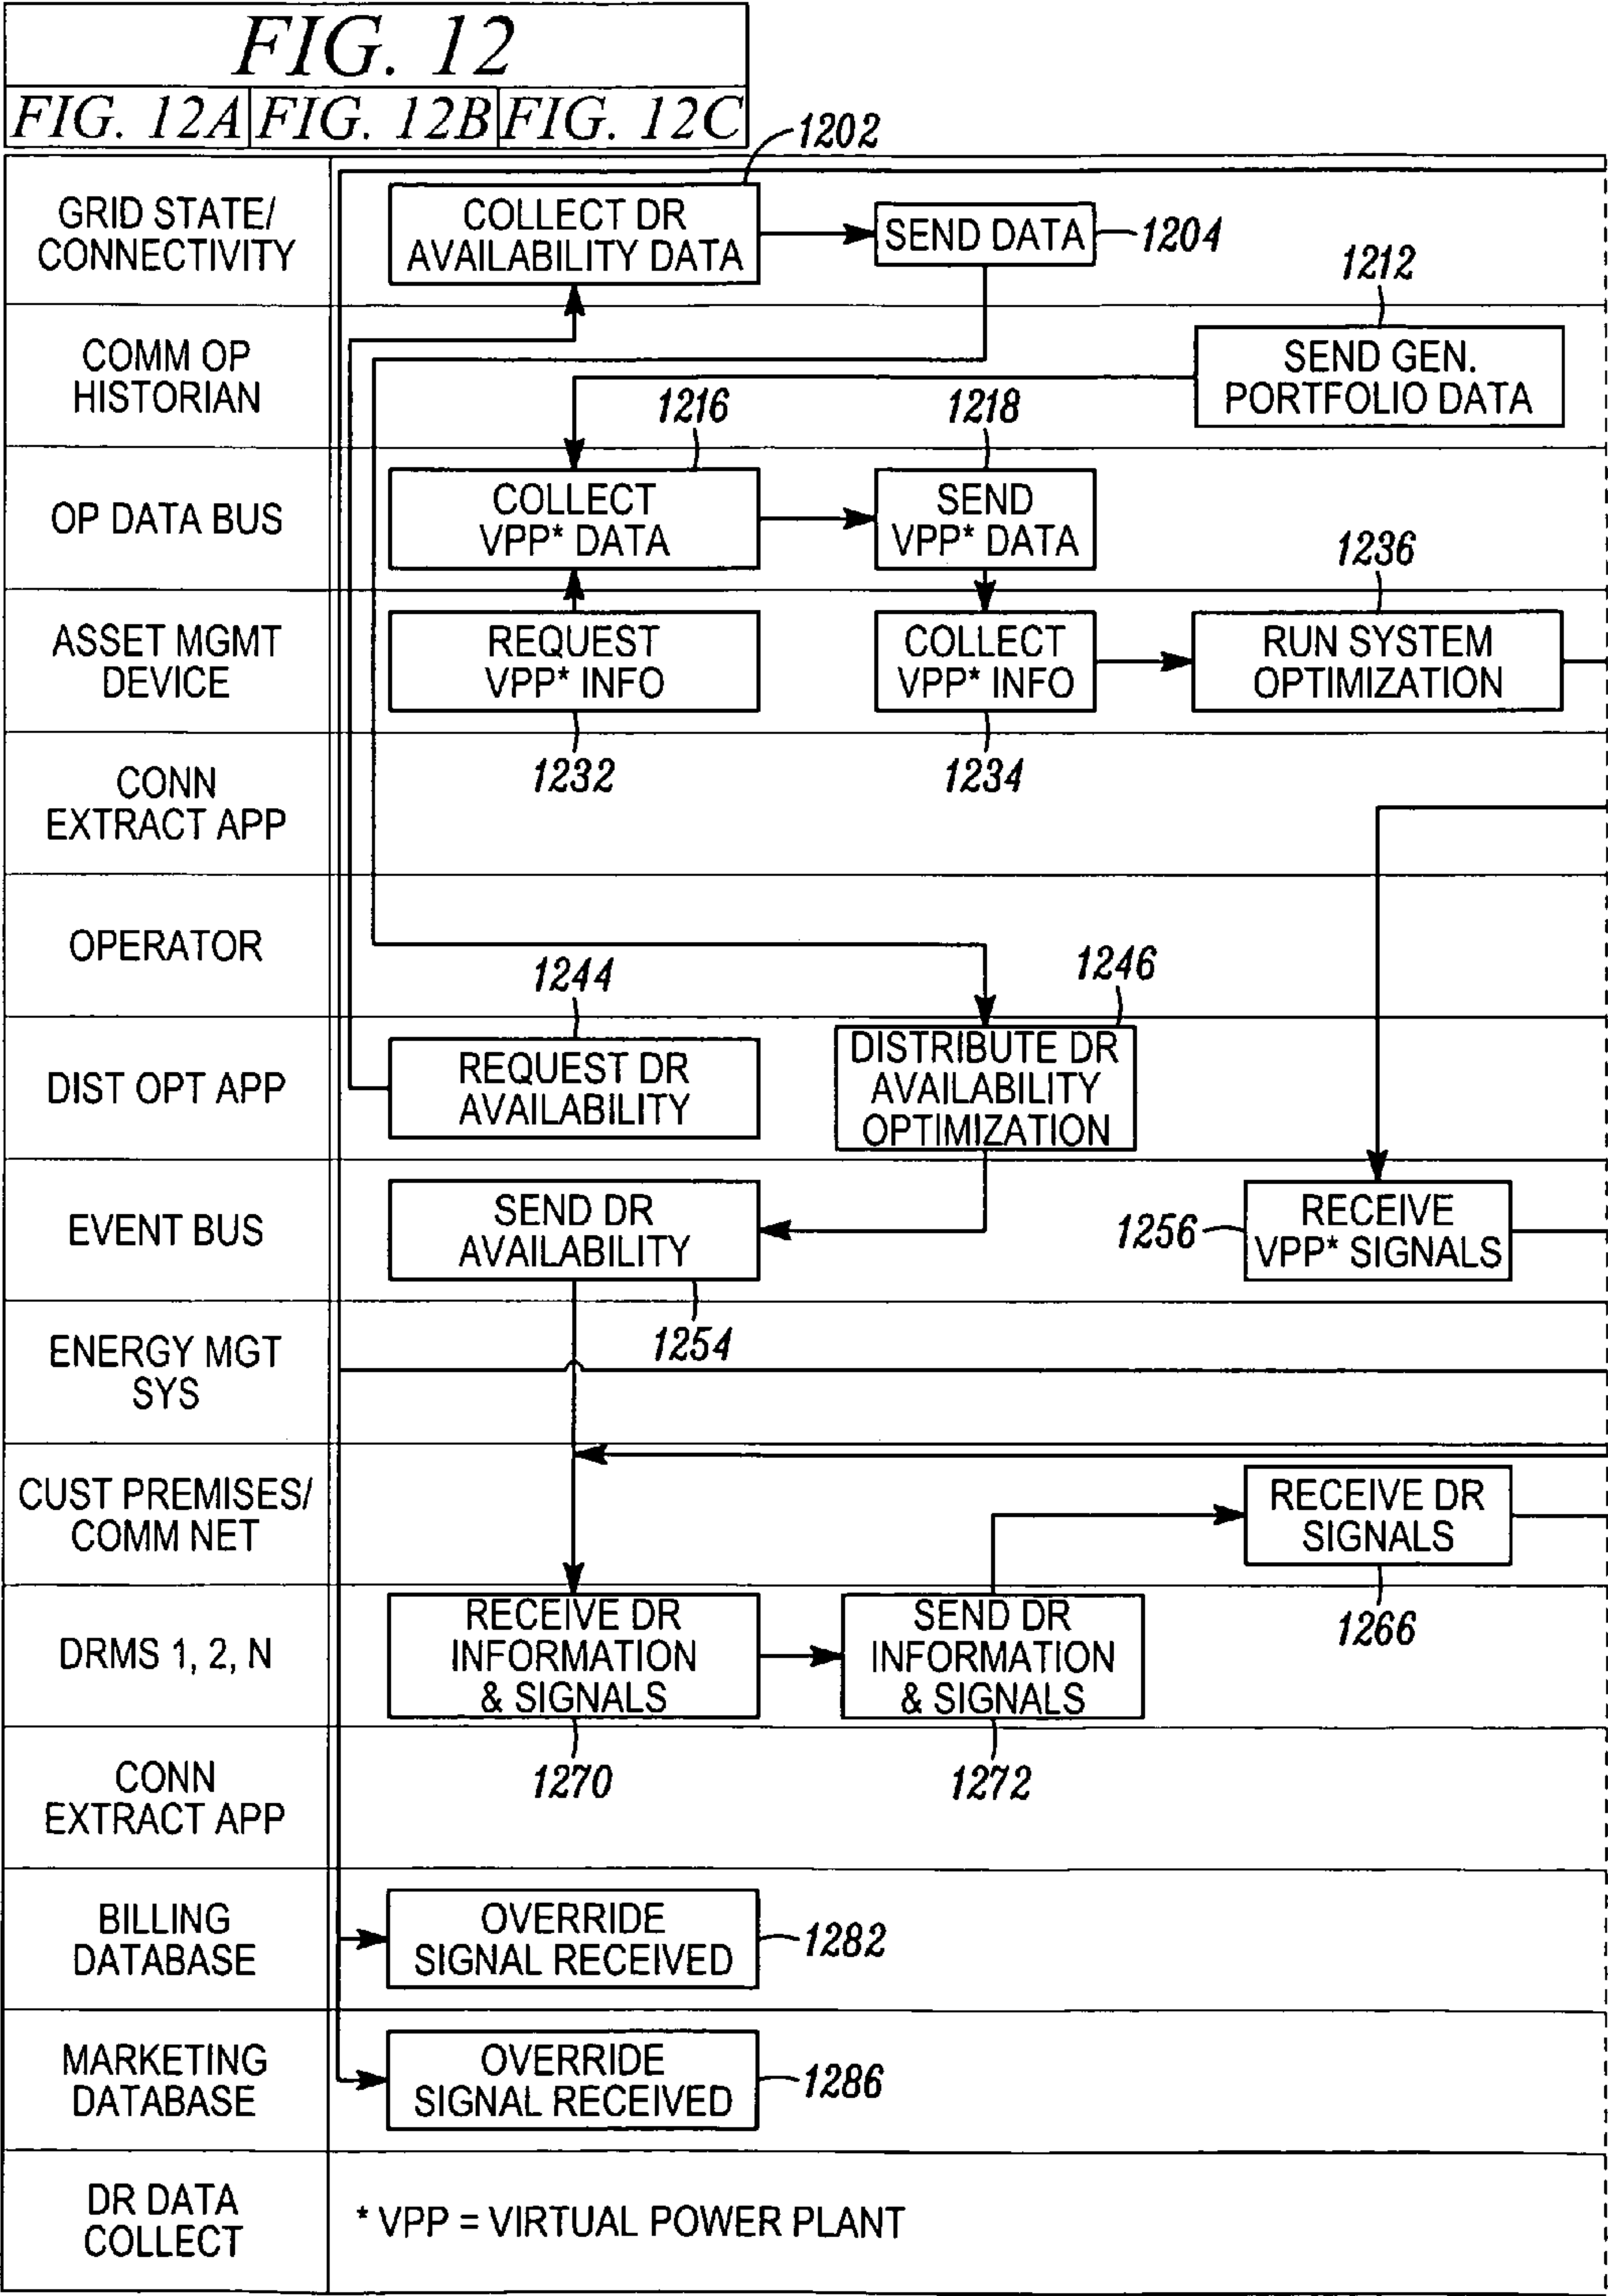 FIG. 12
FIG. 12A FIG. 12B FIG. 12C
1202
GRID STATE/
CONNECTIVITY
COLLECT DR
AVAILABILITY DATA
SEND DATA
1204
1212
COMM OP
HISTORIAN
SEND GEN.
PORTFOLIO DATA
1216
1218
OP DATA BUS
COLLECT
VPP* DATA
SEND
VPP* DATA
1236
ASSET MGMT
DEVICE
REQUEST
VPP* INFO
COLLECT
VPP* INFO
RUN SYSTEM
OPTIMIZATION
1232
1234
CONN
EXTRACT APP
OPERATOR
1244
1246
DIST OPT APP
REQUEST DR
AVAILABILITY
DISTRIBUTE DR
AVAILABILITY
OPTIMIZATION
EVENT BUS
SEND DR
AVAILABILITY
1256
RECEIVE
VPP* SIGNALS
1254
ENERGY MGT
SYS
CUST PREMISES/
COMM NET
RECEIVE DR
SIGNALS
1266
DRMS 1, 2, N
RECEIVE DR
INFORMATION
& SIGNALS
SEND DR
INFORMATION
& SIGNALS
1270
1272
CONN
EXTRACT APP
BILLING
DATABASE
OVERRIDE
SIGNAL RECEIVED
1282
MARKETING
DATABASE
OVERRIDE
SIGNAL RECEIVED
1286
DR DATA
COLLECT
* VPP = VIRTUAL POWER PLANT